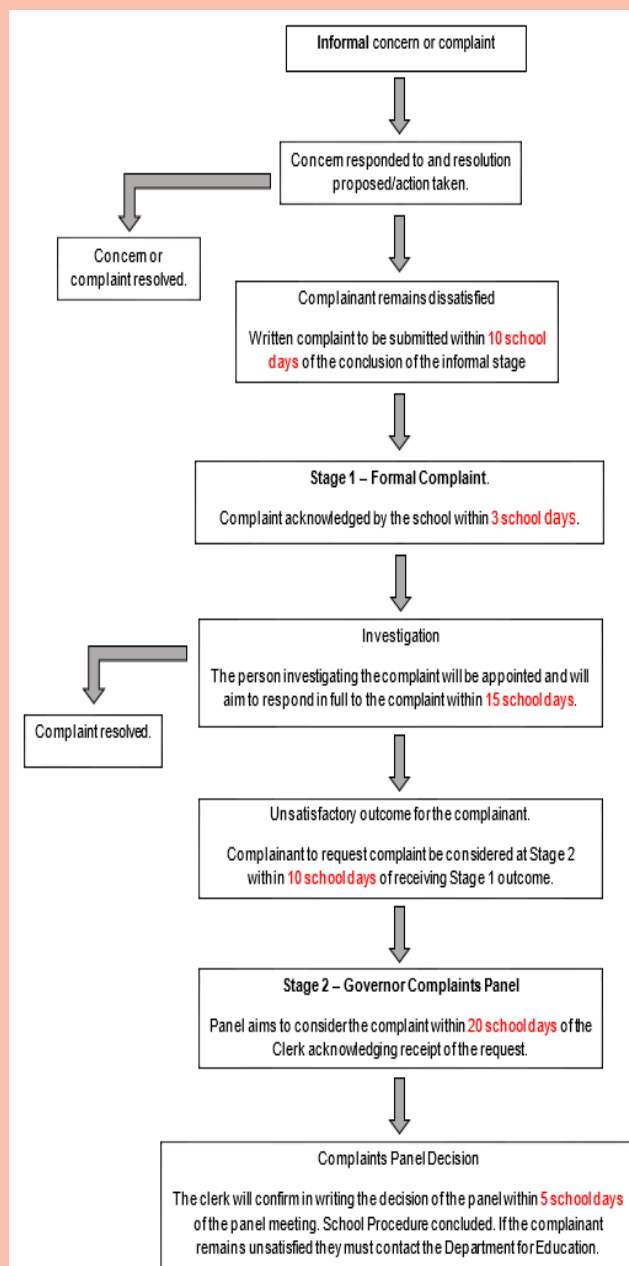 Informal concern or complaint
Concern responded to and resolution
proposed/action taken.
Concern or
complaint resolved.
Complainant remains dissatisfied
Written complaint to be submitted within 10 school
days of the conclusion of the informal stage
Stage 1 – Formal Complaint.
Complaint acknowledged by the school within 3 school days.
Investigation
The person investigating the complaint will be appointed and will
aim to respond in full to the complaint within 15 school days.
Complaint resolved.
Unsatisfactory outcome for the complainant.
Complainant to request complaint be considered at Stage 2
within 10 school days of receiving Stage 1 outcome.
Stage 2 – Governor Complaints Panel
Panel aims to consider the complaint within 20 school days of the
Clerk acknowledging receipt of the request.
Complaints Panel Decision
The clerk will confirm in writing the decision of the panel within 5 school days
of the panel meeting. School Procedure concluded. If the complainant
remains unsatisfied they must contact the Department for Education.